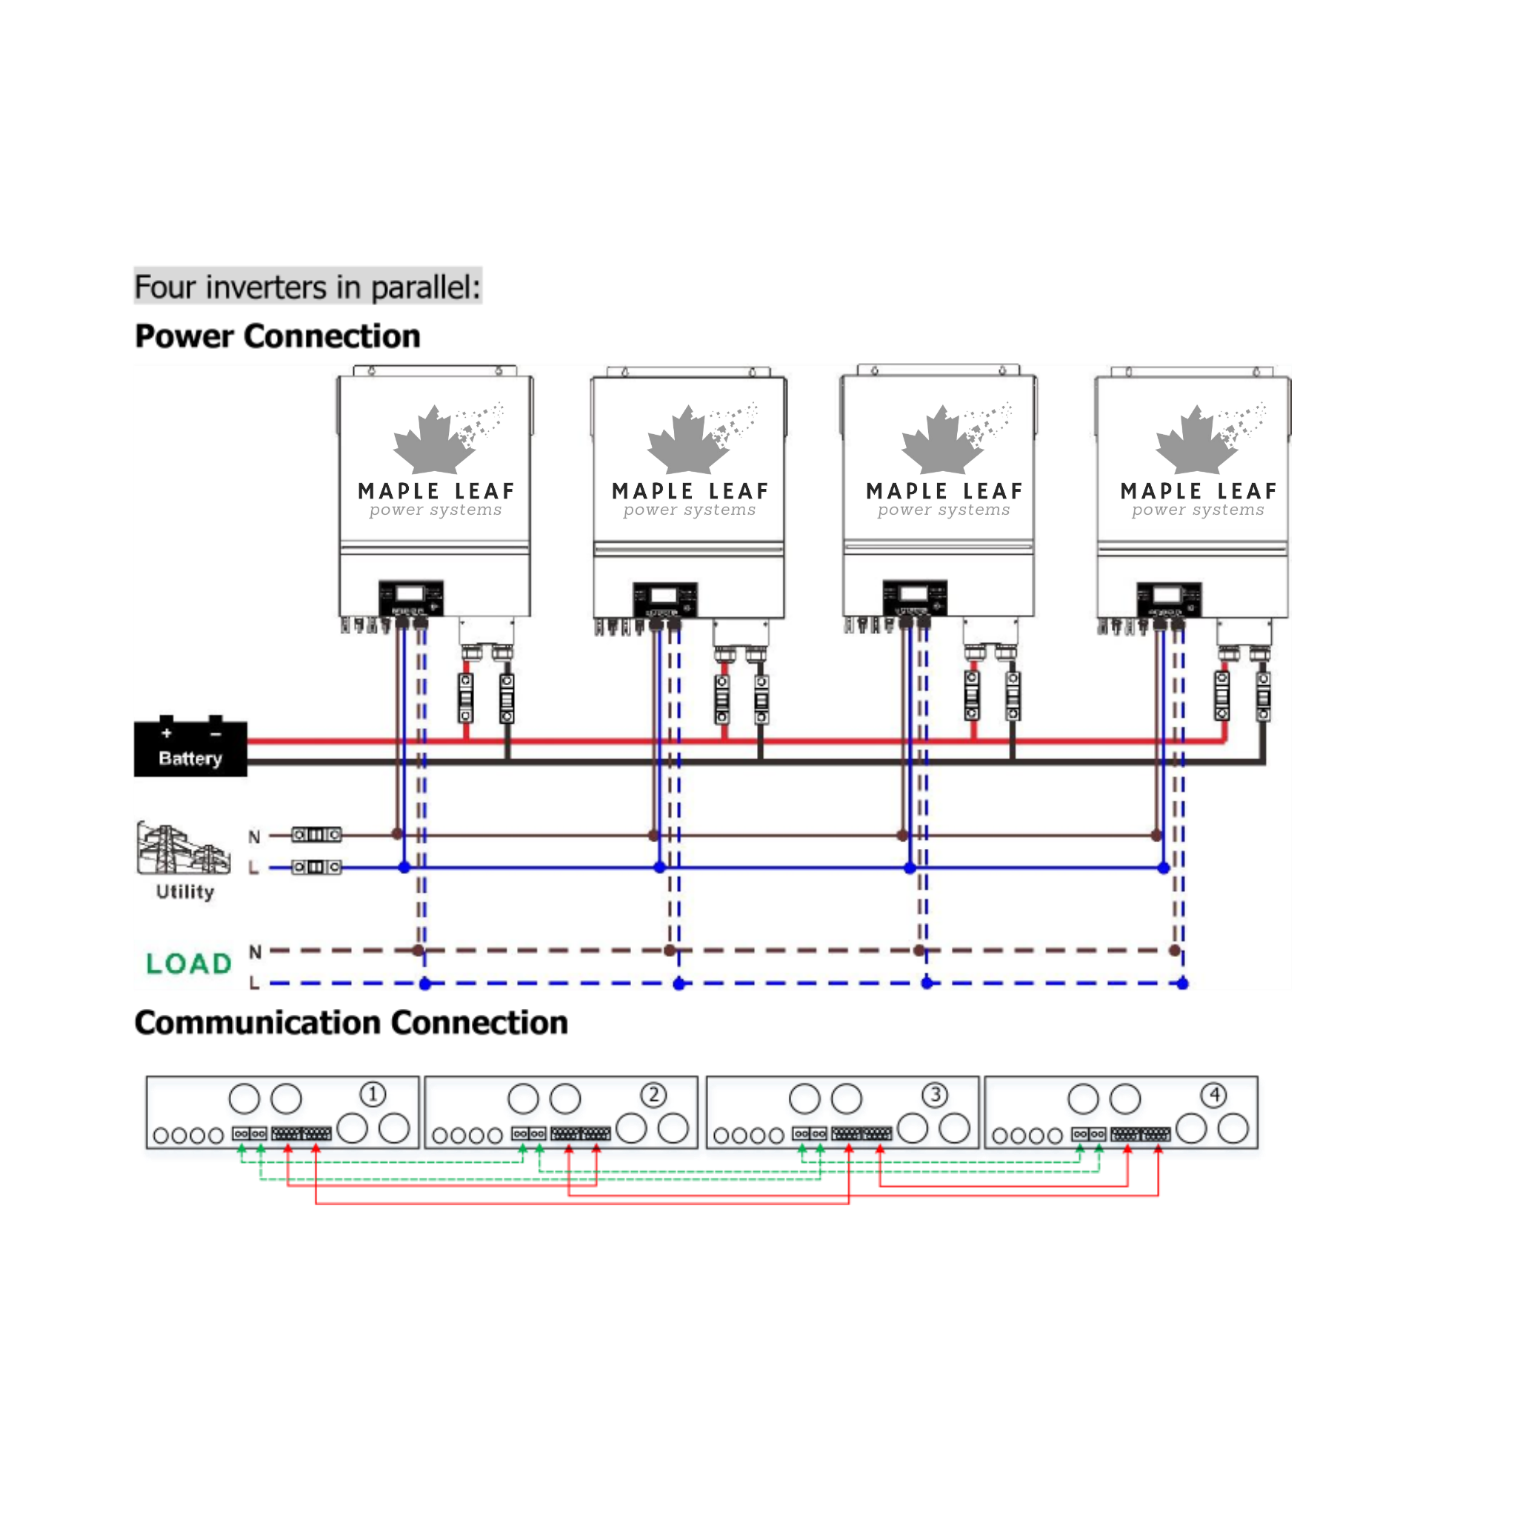 Four inverters in parallel:
Power Connection
MAPLE LEAF
power systems
MAPLE LEAF
power systems
MAPLE LEAF
power systems
MAPLE LEAF
power systems
+ −
Battery
N
L
Utility
LOAD
N
L
Communication Connection
1
2
3
4